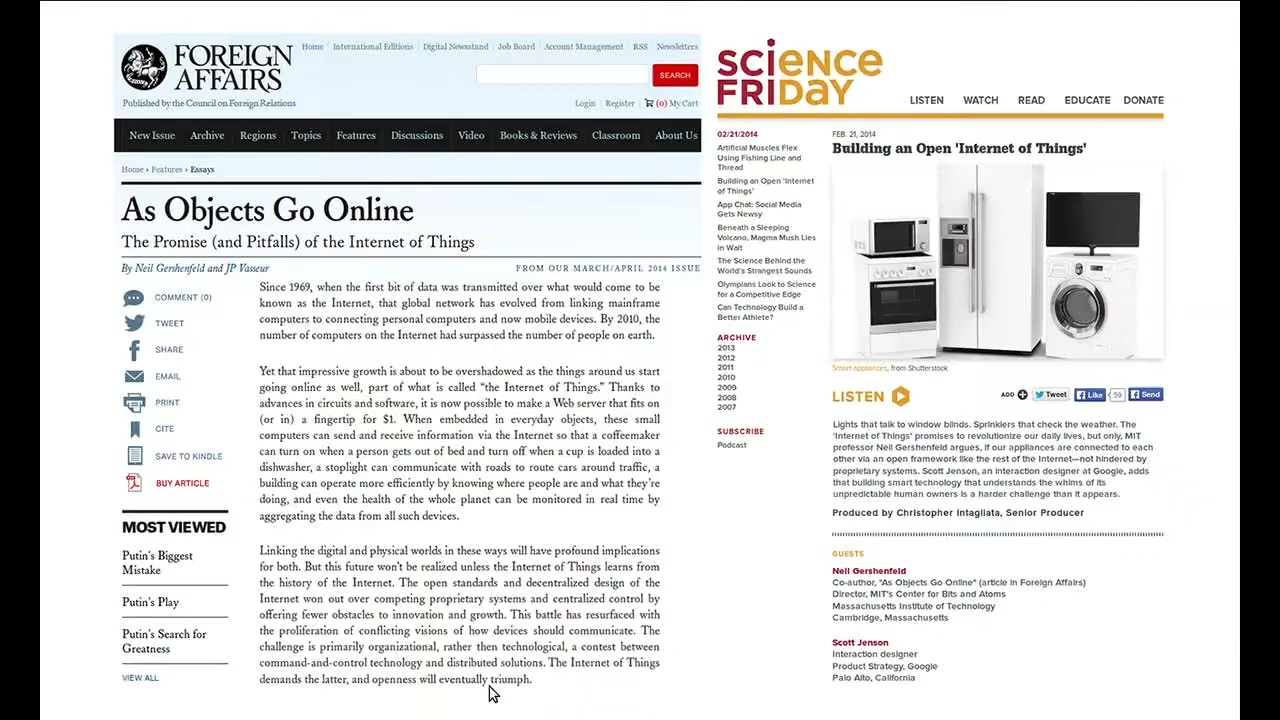 FOREIGN
AFFAIRS
Published by the Council on Foreign Relations
Home | International Editions | Digital Newsstand | Job Board | Account Management | RSS Newsletters
SEARCH
Login | Register | (0) My Cart
New Issue Archive Regions Topics Features Discussions Video Books & Reviews Classroom About Us
Home › Features › Essays
As Objects Go Online
The Promise (and Pitfalls) of the Internet of Things
By Neil Gershenfeld and JP Vasseur
FROM OUR MARCH/APRIL 2014 ISSUE
COMMENT (0)
TWEET
SHARE
EMAIL
PRINT
CITE
SAVE TO KINDLE
BUY ARTICLE
MOST VIEWED
Putin's Biggest
Mistake
Putin's Play
Putin's Search for
Greatness
VIEW ALL
Since 1969, when the first bit of data was transmitted over what would come to be
known as the Internet, that global network has evolved from linking mainframe
computers to connecting personal computers and now mobile devices. By 2010, the
number of computers on the Internet had surpassed the number of people on earth.
Yet that impressive growth is about to be overshadowed as the things around us start
going online as well, part of what is called “the Internet of Things.” Thanks to
advances in circuits and software, it is now possible to make a Web server that fits on
(or in) a fingertip for $1. When embedded in everyday objects, these small
computers can send and receive information via the Internet so that a coffeemaker
can turn on when a person gets out of bed and turn off when a cup is loaded into a
dishwasher, a stoplight can communicate with roads to route cars around traffic, a
building can operate more efficiently by knowing where people are and what they're
doing, and even the health of the whole planet can be monitored in real time by
aggregating the data from all such devices.
Linking the digital and physical worlds in these ways will have profound implications
for both. But this future won't be realized unless the Internet of Things learns from
the history of the Internet. The open standards and decentralized design of the
Internet won out over competing proprietary systems and centralized control by
offering fewer obstacles to innovation and growth. This battle has resurfaced with
the proliferation of conflicting visions of how devices should communicate. The
challenge is primarily organizational, rather then technological, a contest between
command-and-control technology and distributed solutions. The Internet of Things
demands the latter, and openness will eventually triumph.
science
FRIDAY
LISTEN WATCH READ EDUCATE DONATE
02/21/2014
Artificial Muscles Flex
Using Fishing Line and
Thread
Building an Open 'Internet
of Things'
App Chat: Social Media
Gets Newsy
Beneath a Sleeping
Volcano, Magma Mush Lies
in Wait
The Science Behind the
World's Strangest Sounds
Olympians Look to Science
for a Competitive Edge
Can Technology Build a
Better Athlete?
ARCHIVE
2013
2012
2011
2010
2009
2008
2007
SUBSCRIBE
Podcast
FEB. 21, 2014
Building an Open 'Internet of Things'
Smart appliances, from Shutterstock
LISTEN
ADD Tweet Like 59 Send
Lights that talk to window blinds. Sprinklers that check the weather. The
'Internet of Things' promises to revolutionize our daily lives, but only, MIT
professor Neil Gershenfeld argues, if our appliances are connected to each
other via an open framework like the rest of the Internet—not hindered by
proprietary systems. Scott Jenson, an interaction designer at Google, adds
that building smart technology that understands the whims of its
unpredictable human owners is a harder challenge than it appears.
Produced by Christopher Intagliata, Senior Producer
GUESTS
Neil Gershenfeld
Co-author, "As Objects Go Online" (article in Foreign Affairs)
Director, MIT's Center for Bits and Atoms
Massachusetts Institute of Technology
Cambridge, Massachusetts
Scott Jenson
Interaction designer
Product Strategy, Google
Palo Alto, California